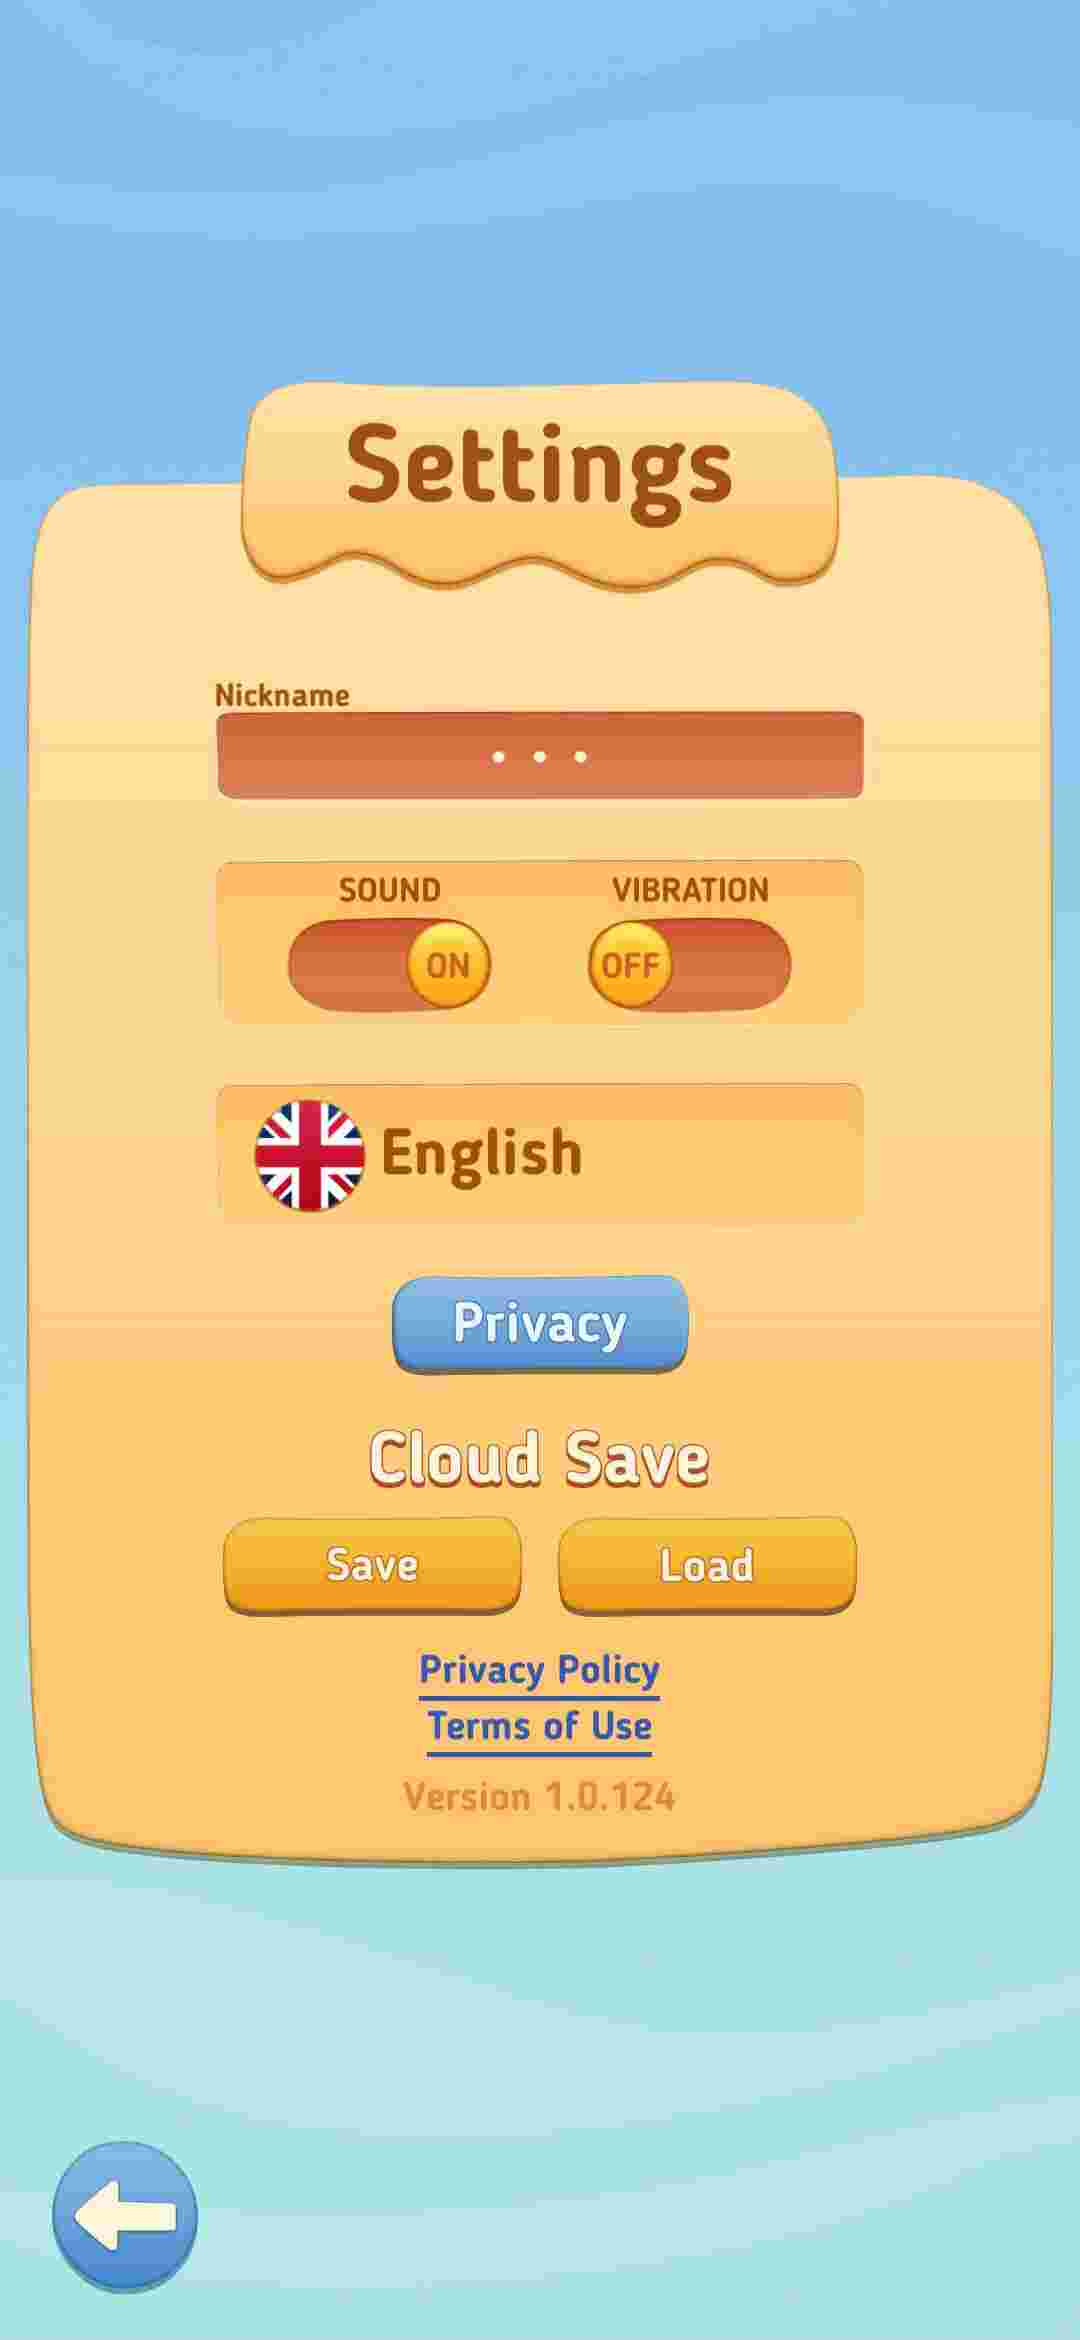 Settings
Nickname
. . .
SOUND VIBRATION
ON OFF
English
Privacy
Cloud Save
Save Load
Privacy Policy
Terms of Use
Version 1.0.124